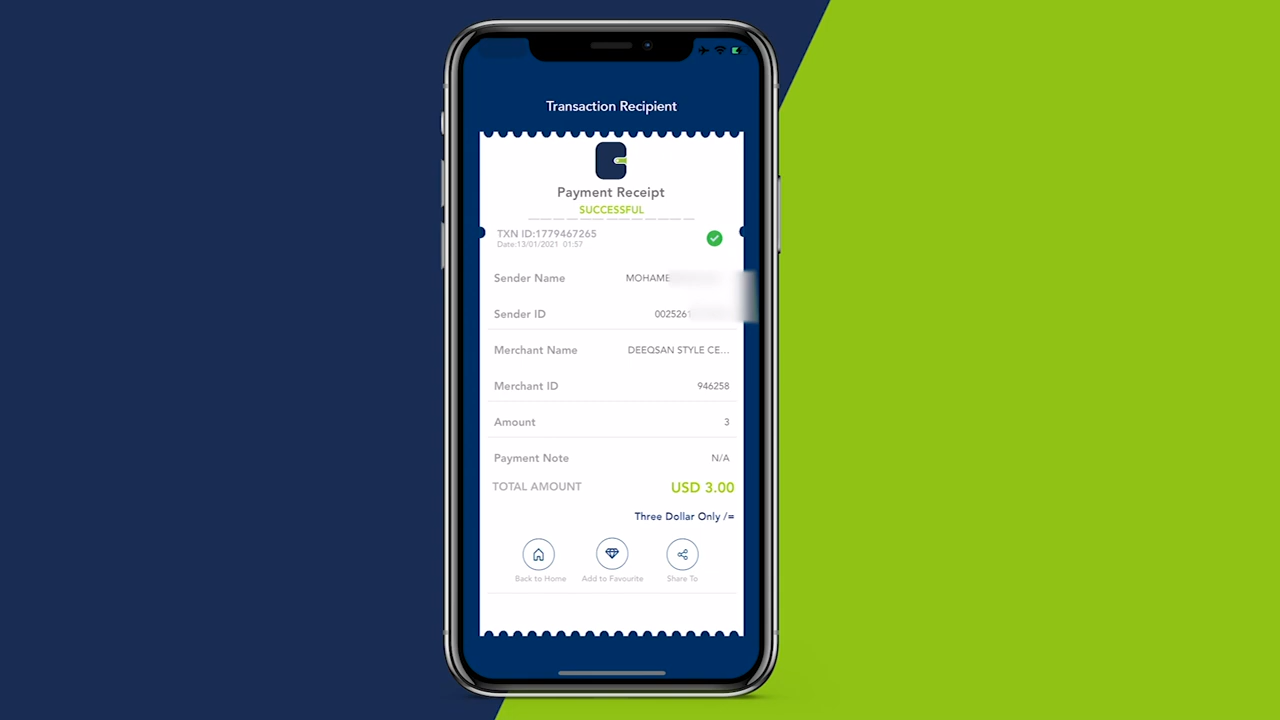 Transaction Recipient
Payment Receipt
SUCCESSFUL
TXN ID:1779467265
Date:13/01/2021 01:57
Sender Name MOHAME
Sender ID 0025261
Merchant Name DEEQSAN STYLE CE...
Merchant ID 946258
Amount 3
Payment Note N/A
TOTAL AMOUNT USD 3.00
Three Dollar Only /=
Back to Home Add to Favourite Share To